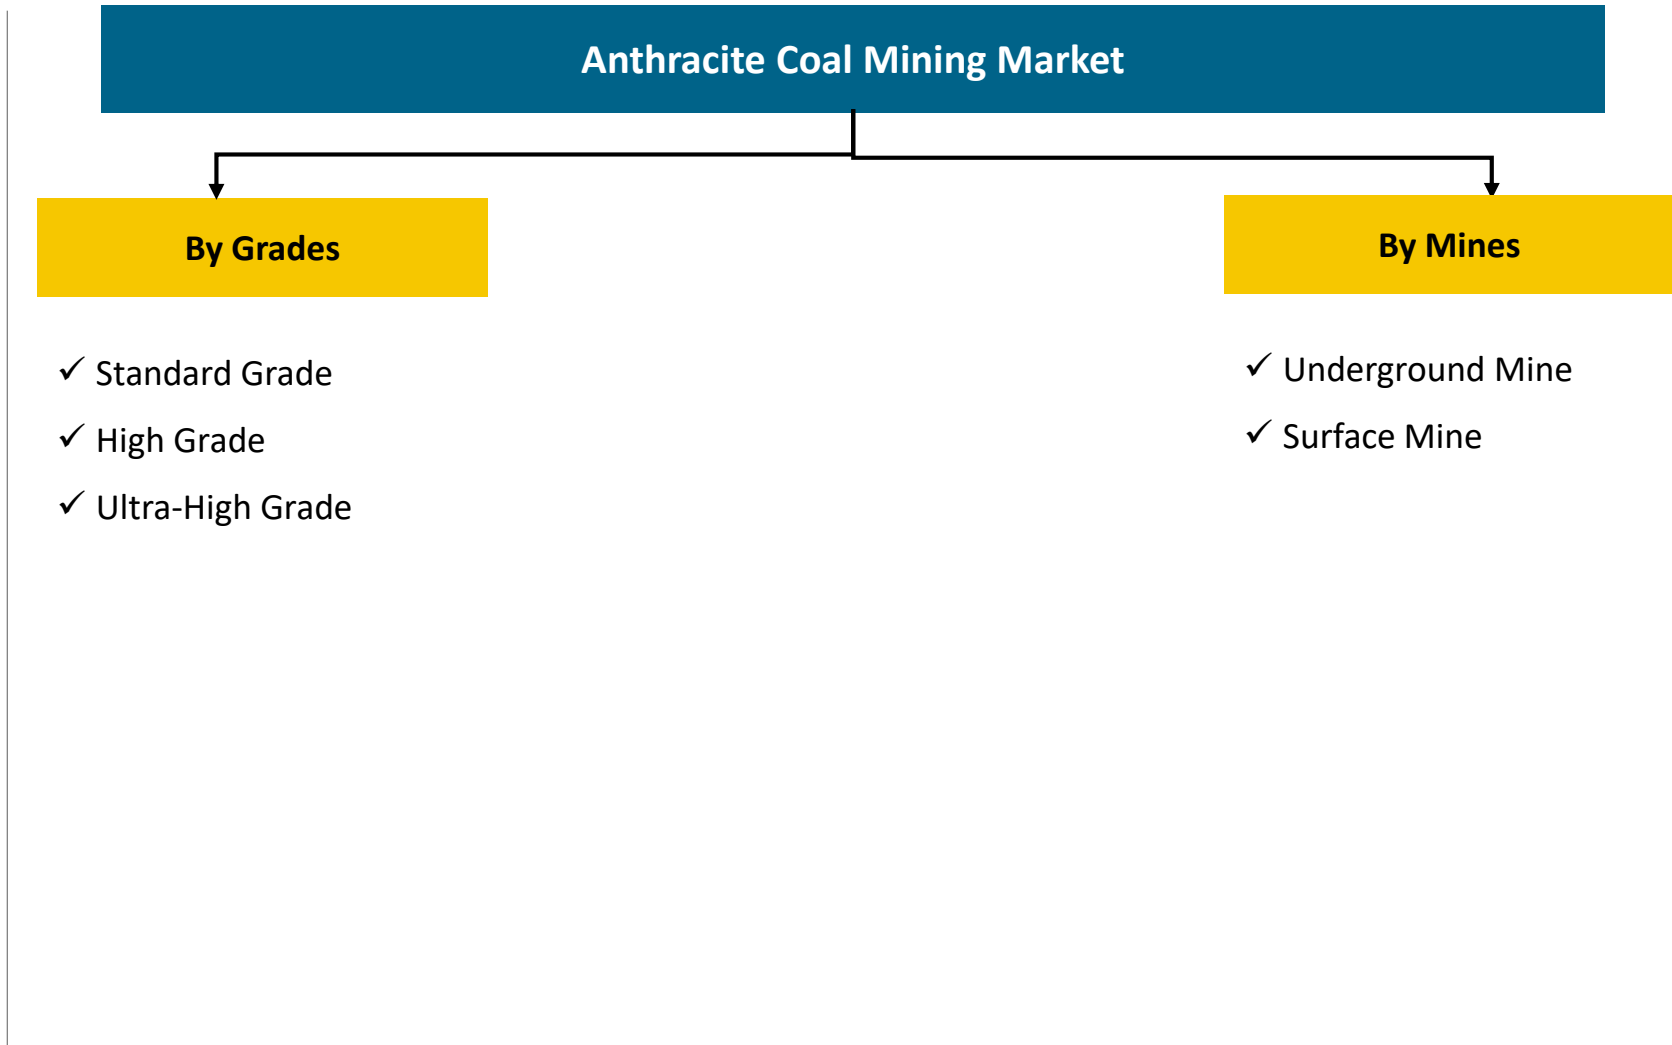 Anthracite Coal Mining Market
By Grades
✓ Standard Grade
✓ High Grade
✓ Ultra-High Grade
By Mines
✓ Underground Mine
✓ Surface Mine